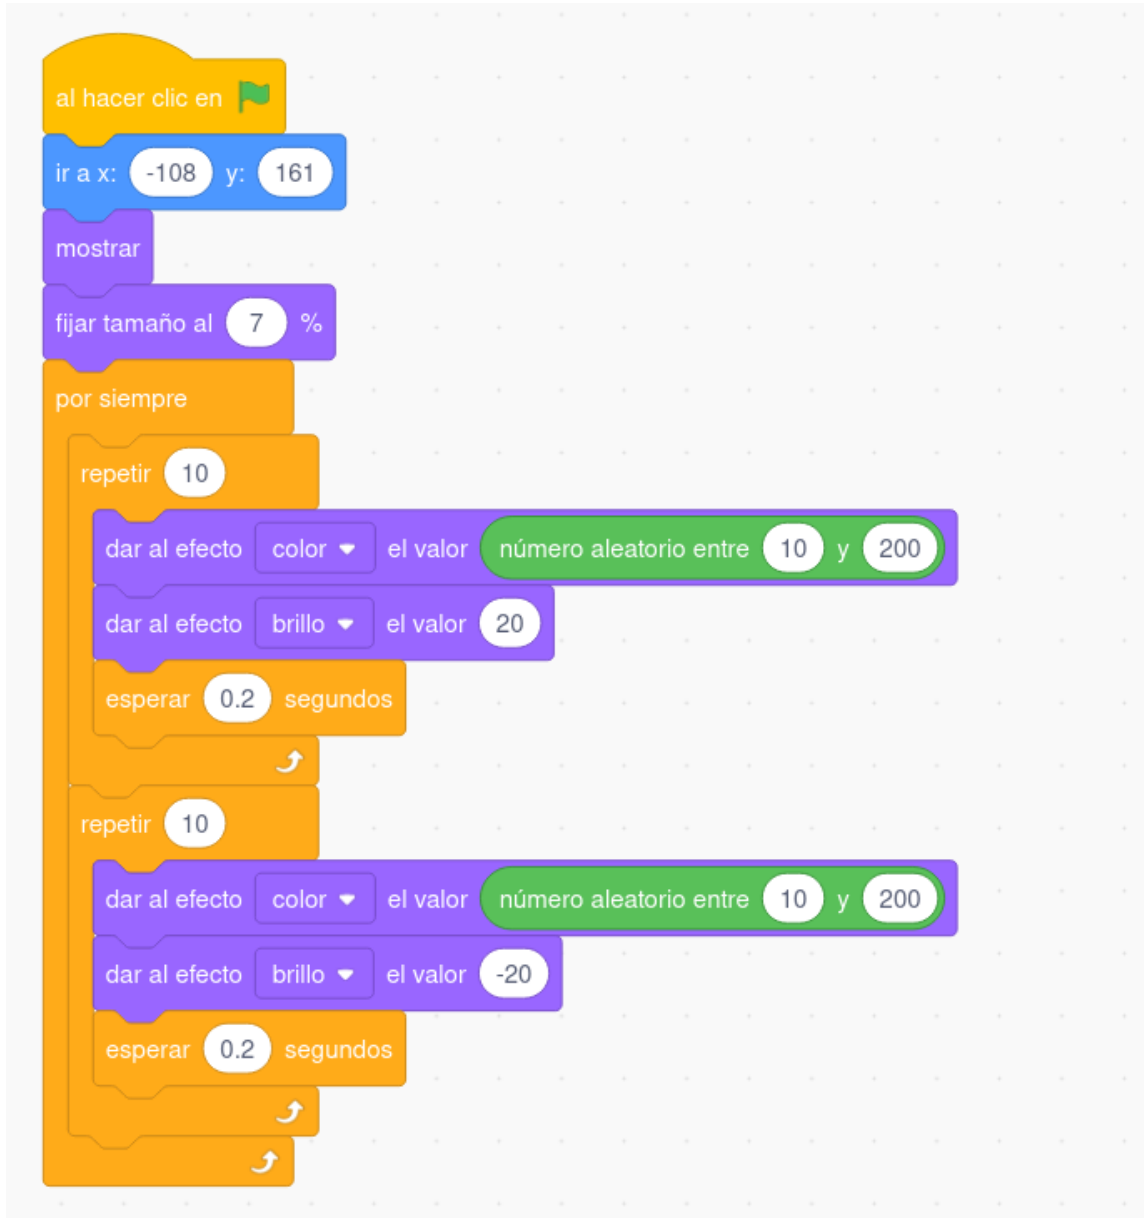 al hacer clic en
ir a x: -108 y: 161
mostrar
fijar tamaño al 7 %
por siempre
repetir 10
dar al efecto color el valor número aleatorio entre 10 y 200
dar al efecto brillo el valor 20
esperar 0.2 segundos
repetir 10
dar al efecto color el valor número aleatorio entre 10 y 200
dar al efecto brillo el valor -20
esperar 0.2 segundos